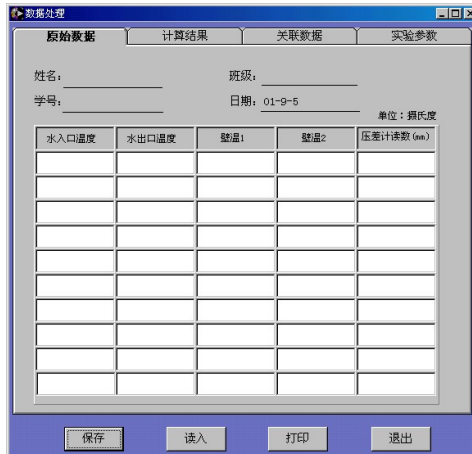 数据处理
原始数据 计算结果 关联数据 实验参数
姓名: 班级:
学号: 日期: 01-9-5
单位：摄氏度
水入口温度 水出口温度 壁温1 壁温2 压差计读数(mm)
保存 读入 打印 退出